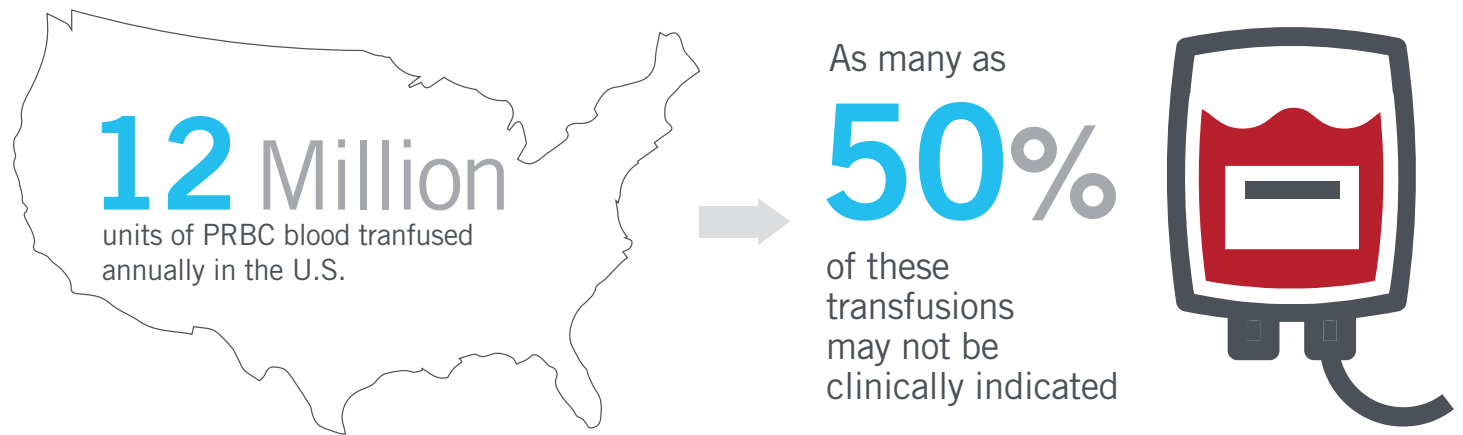 12 Million
units of PRBC blood tranfused
annually in the U.S.
As many as
50%
of these
transfusions
may not be
clinically indicated